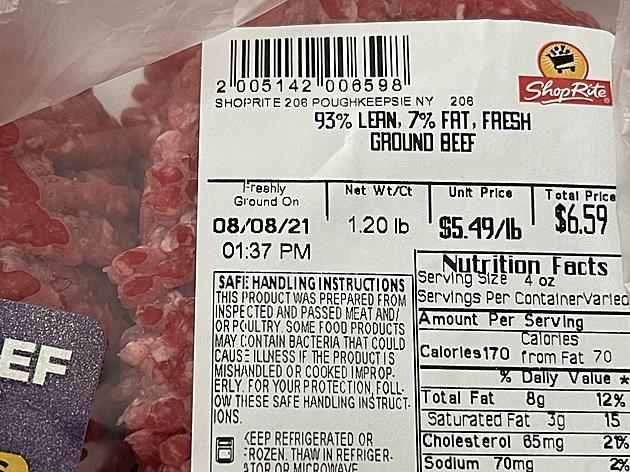 2 005142 006598
SHOPRITE 206 POUGHKEEPSIE NY 206
ShopRite
93% LEAN, 7% FAT, FRESH
GROUND BEEF
Freshly
Ground On
08/08/21
01:37 PM
Net Wt/Ct
1.20 lb
Unit Price
$5.49/lb
Total Price
$6.59
SAFE HANDLING INSTRUCTIONS
THIS PRODUCT WAS PREPARED FROM
INSPECTED AND PASSED MEAT AND/
OR POULTRY. SOME FOOD PRODUCTS
MAY CONTAIN BACTERIA THAT COULD
CAUSE ILLNESS IF THE PRODUCT IS
MISHANDLED OR COOKED IMPROP-
ERLY. FOR YOUR PROTECTION, FOLL-
OW THESE SAFE HANDLING INSTRUCT-
IONS.
KEEP REFRIGERATED OR
FROZEN. THAW IN REFRIGER-
ATOR OR MICROWAVE
Nutrition Facts
Serving Size 4 oz
Servings Per ContainerVaried
Amount Per Serving
Calories
Calories170 from Fat 70
% Daily Value *
Total Fat 8g 12%
Saturated Fat 3g 15
Cholesterol 65mg 21%
Sodium 70mg 2%
EF